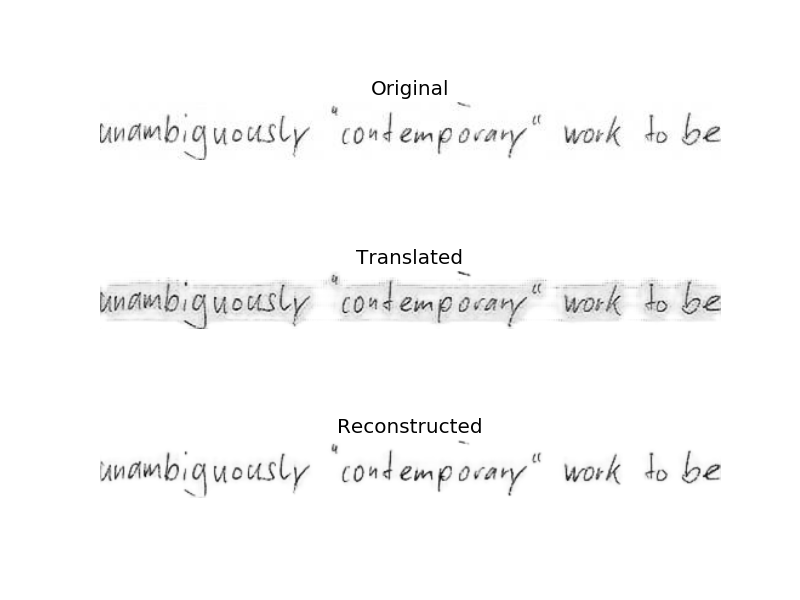 Original
unambiguously "contemporary" work to be
Translated
unambiguously "contemporary" work to be
Reconstructed
unambiguously "contemporary" work to be